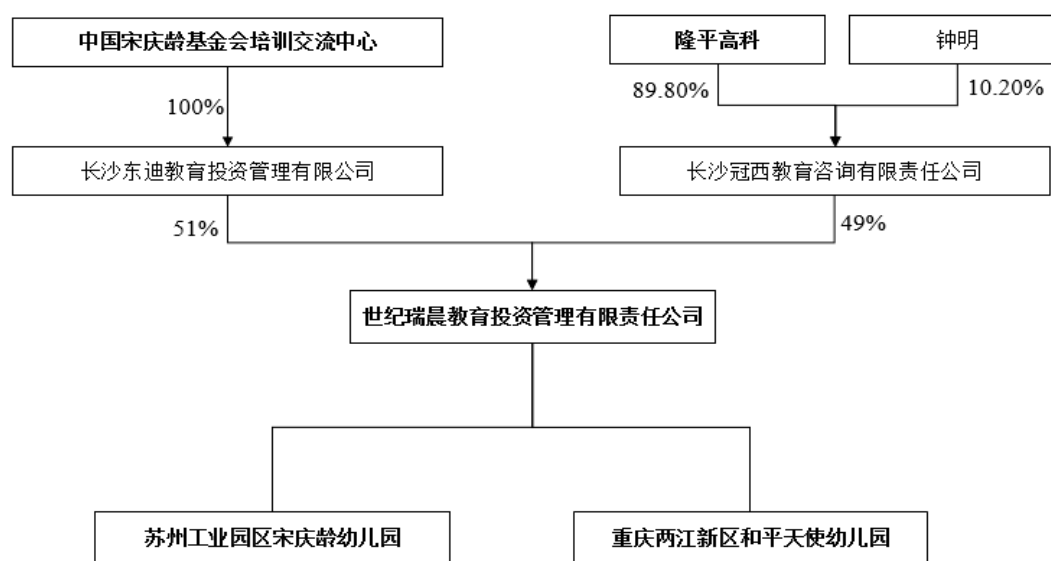 中国宋庆龄基金会培训交流中心
隆平高科
钟明
100%
89.80%
10.20%
长沙东迪教育投资管理有限公司
长沙冠西教育咨询有限责任公司
51%
49%
世纪瑞晨教育投资管理有限责任公司
苏州工业园区宋庆龄幼儿园
重庆两江新区和平天使幼儿园